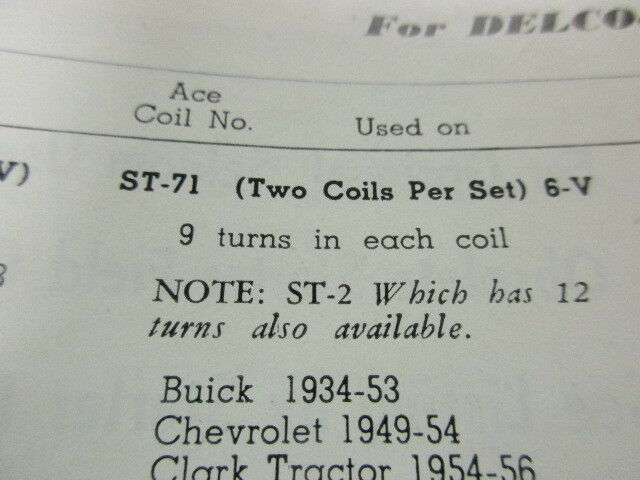 For DELCO
Ace
Coil No.
Used on
V)
ST-71 (Two Coils Per Set) 6-V
9 turns in each coil
NOTE: ST-2 Which has 12
turns also available.
Buick 1934-53
Chevrolet 1949-54
Clark Tractor 1954-56